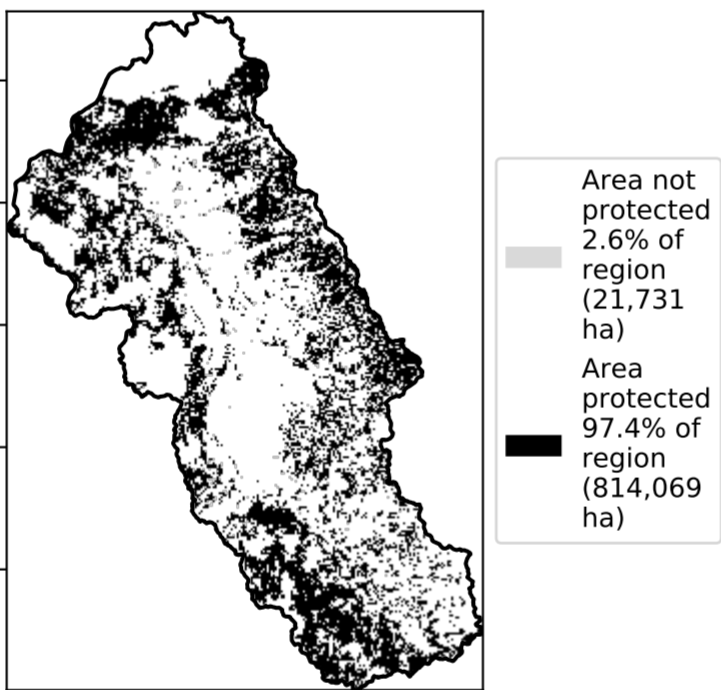 Area not
protected
2.6% of
region
(21,731
ha)
Area
protected
97.4% of
region
(814,069
ha)